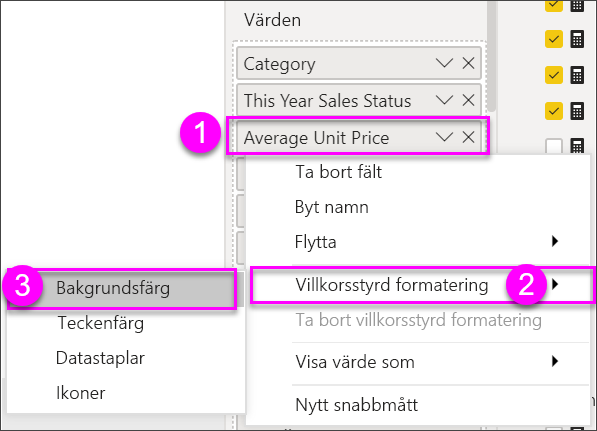 Värden
Category
This Year Sales Status
1
Average Unit Price
Ta bort fält
Byt namn
Flytta
3
Bakgrundsfärg
Villkorsstyrd formatering
2
Teckenfärg
Ta bort villkorsstyrd formatering
Datastaplar
Visa värde som
Ikoner
Nytt snabbmått